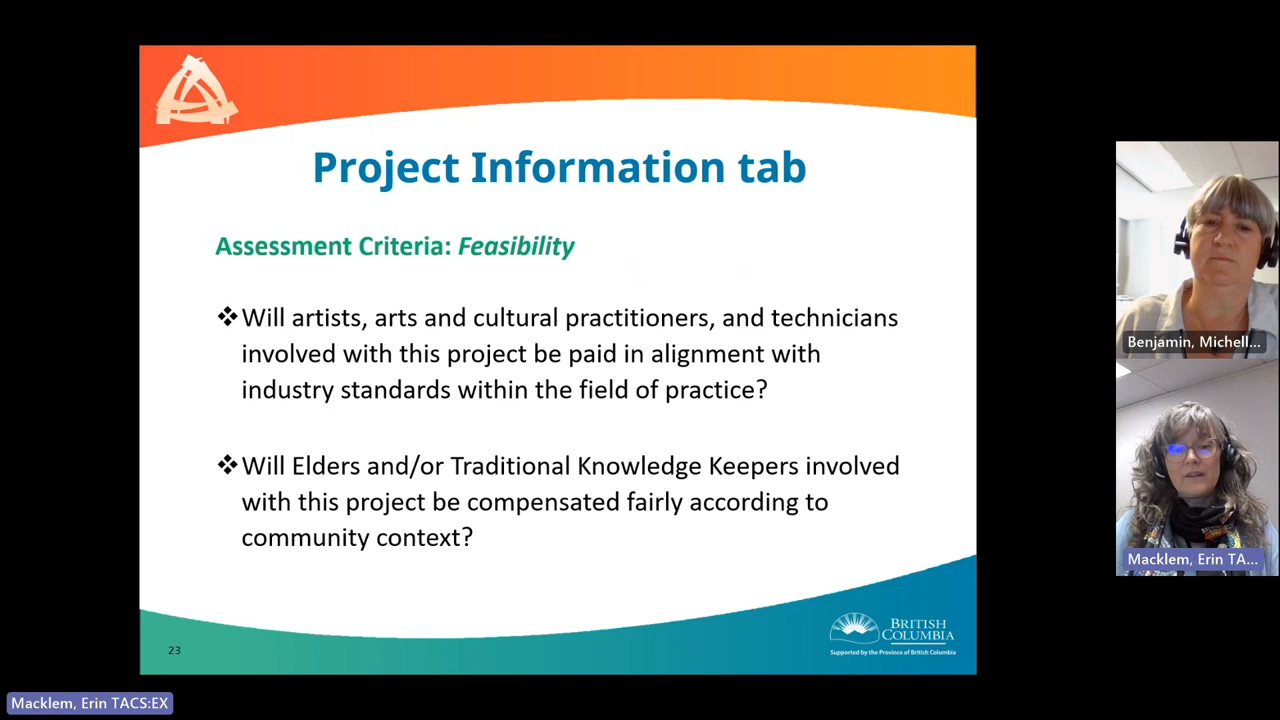 Project Information tab
Assessment Criteria: Feasibility
❖Will artists, arts and cultural practitioners, and technicians
involved with this project be paid in alignment with
industry standards within the field of practice?
❖Will Elders and/or Traditional Knowledge Keepers involved
with this project be compensated fairly according to
community context?
23
BRITISH
COLUMBIA
Supported by the Province of British Columbia
Benjamin, Michell...
Macklem, Erin TA...
Macklem, Erin TACS:EX